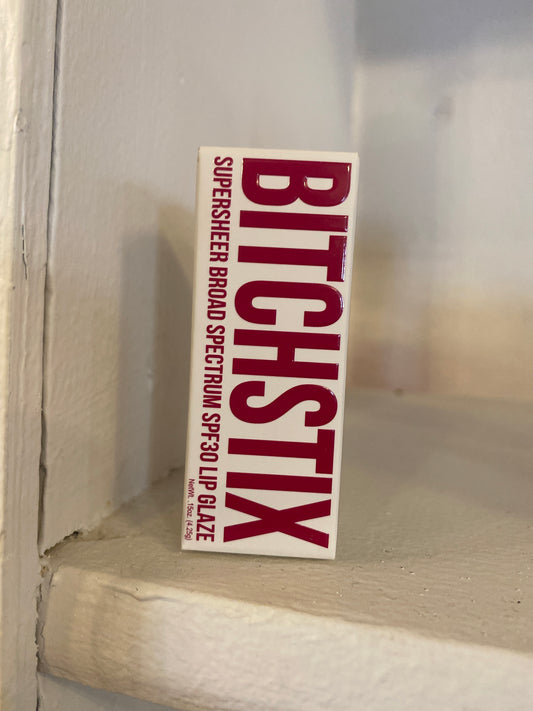 BITCHSTIX
SUPERSHEER BROAD SPECTRUM SPF30 LIP GLAZE
NetWt. .15oz. (4.25g)